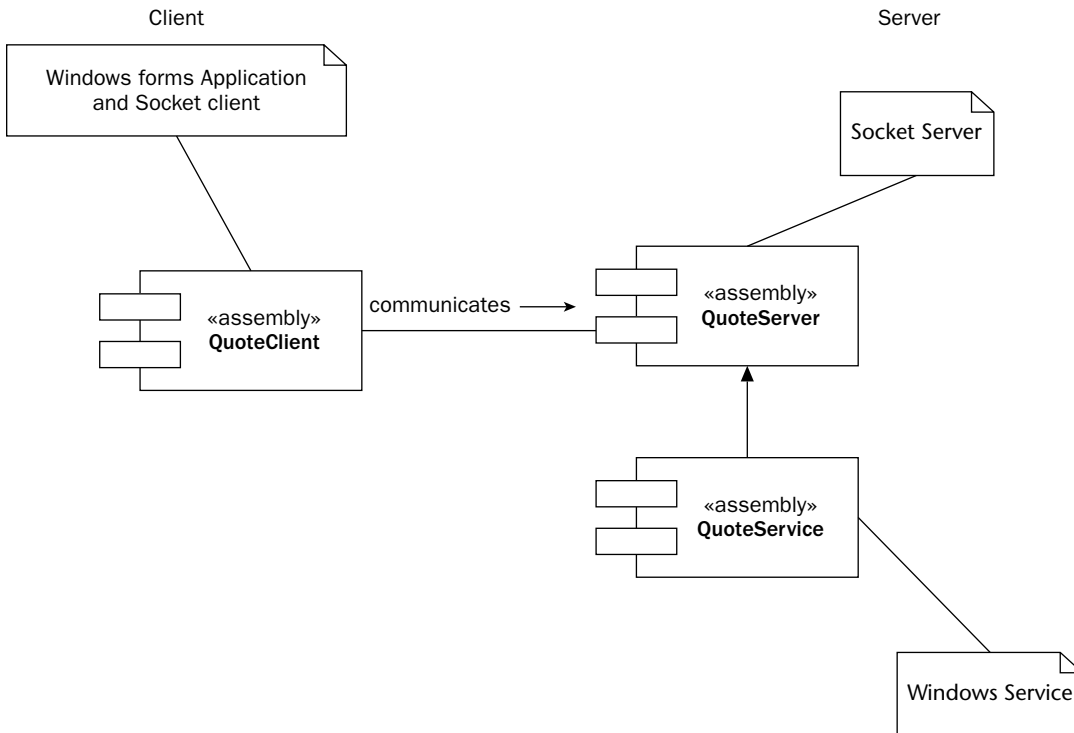 Client
Server
Windows forms Application
and Socket client
Socket Server
«assembly»
QuoteClient
communicates
«assembly»
QuoteServer
«assembly»
QuoteService
Windows Service